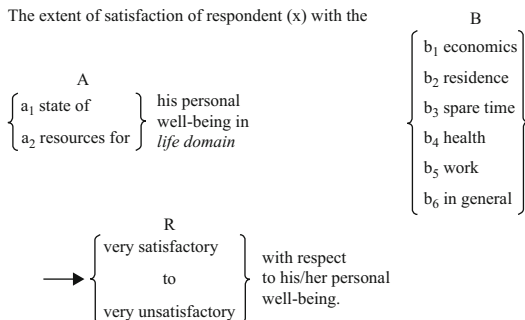 The extent of satisfaction of respondent (x) with the
A
a1 state of
a2 resources for
his personal
well-being in
life domain
B
b1 economics
b2 residence
b3 spare time
b4 health
b5 work
b6 in general
R
very satisfactory
to
very unsatisfactory
with respect
to his/her personal
well-being.